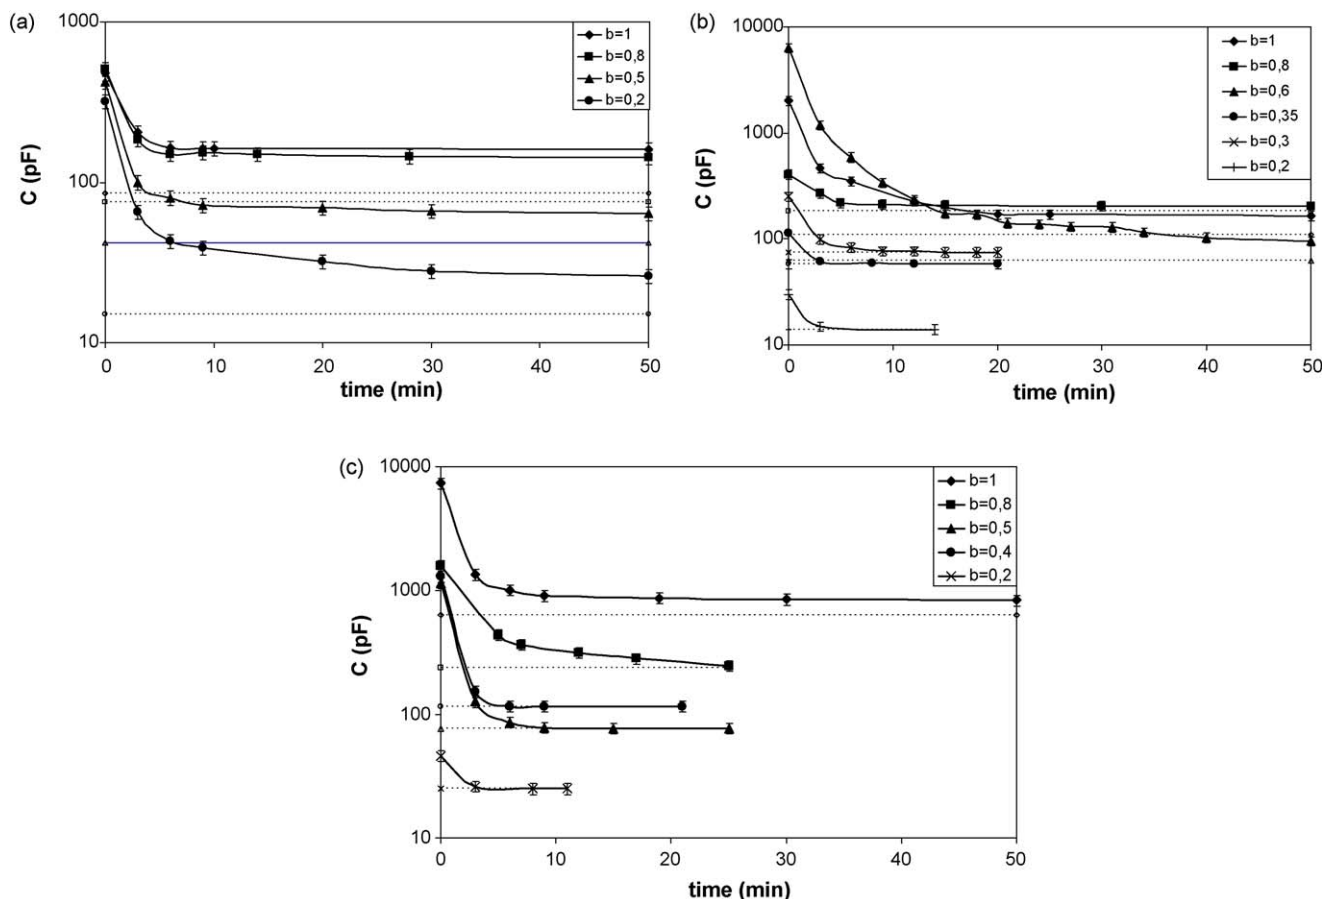 (a)
1000
100
10
C (pF)
0 10 20 30 40 50
time (min)
b=1
b=0,8
b=0,5
b=0,2
(b)
10000
1000
100
10
C (pF)
0 10 20 30 40 50
time (min)
b=1
b=0,8
b=0,6
b=0,35
b=0,3
b=0,2
(c)
10000
1000
100
10
C (pF)
0 10 20 30 40 50
time (min)
b=1
b=0,8
b=0,5
b=0,4
b=0,2